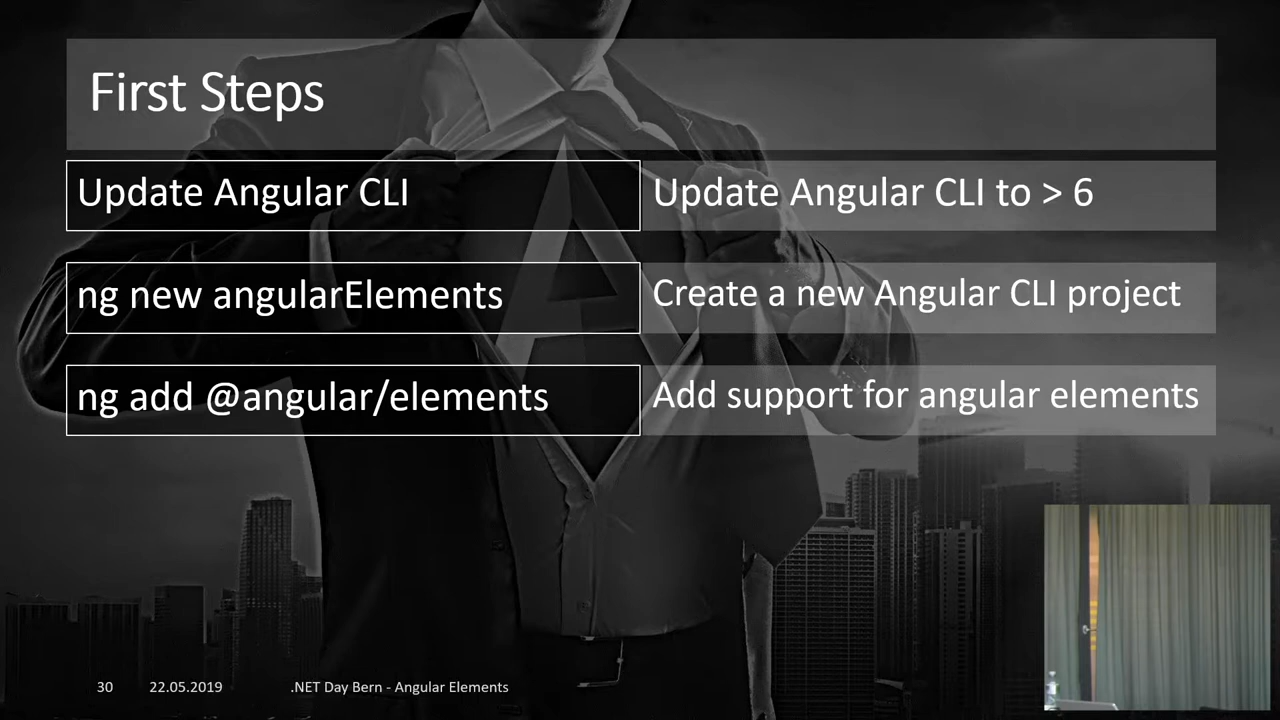 First Steps
Update Angular CLI
Update Angular CLI to > 6
ng new angularElements
Create a new Angular CLI project
ng add @angular/elements
Add support for angular elements
30 22.05.2019 .NET Day Bern - Angular Elements